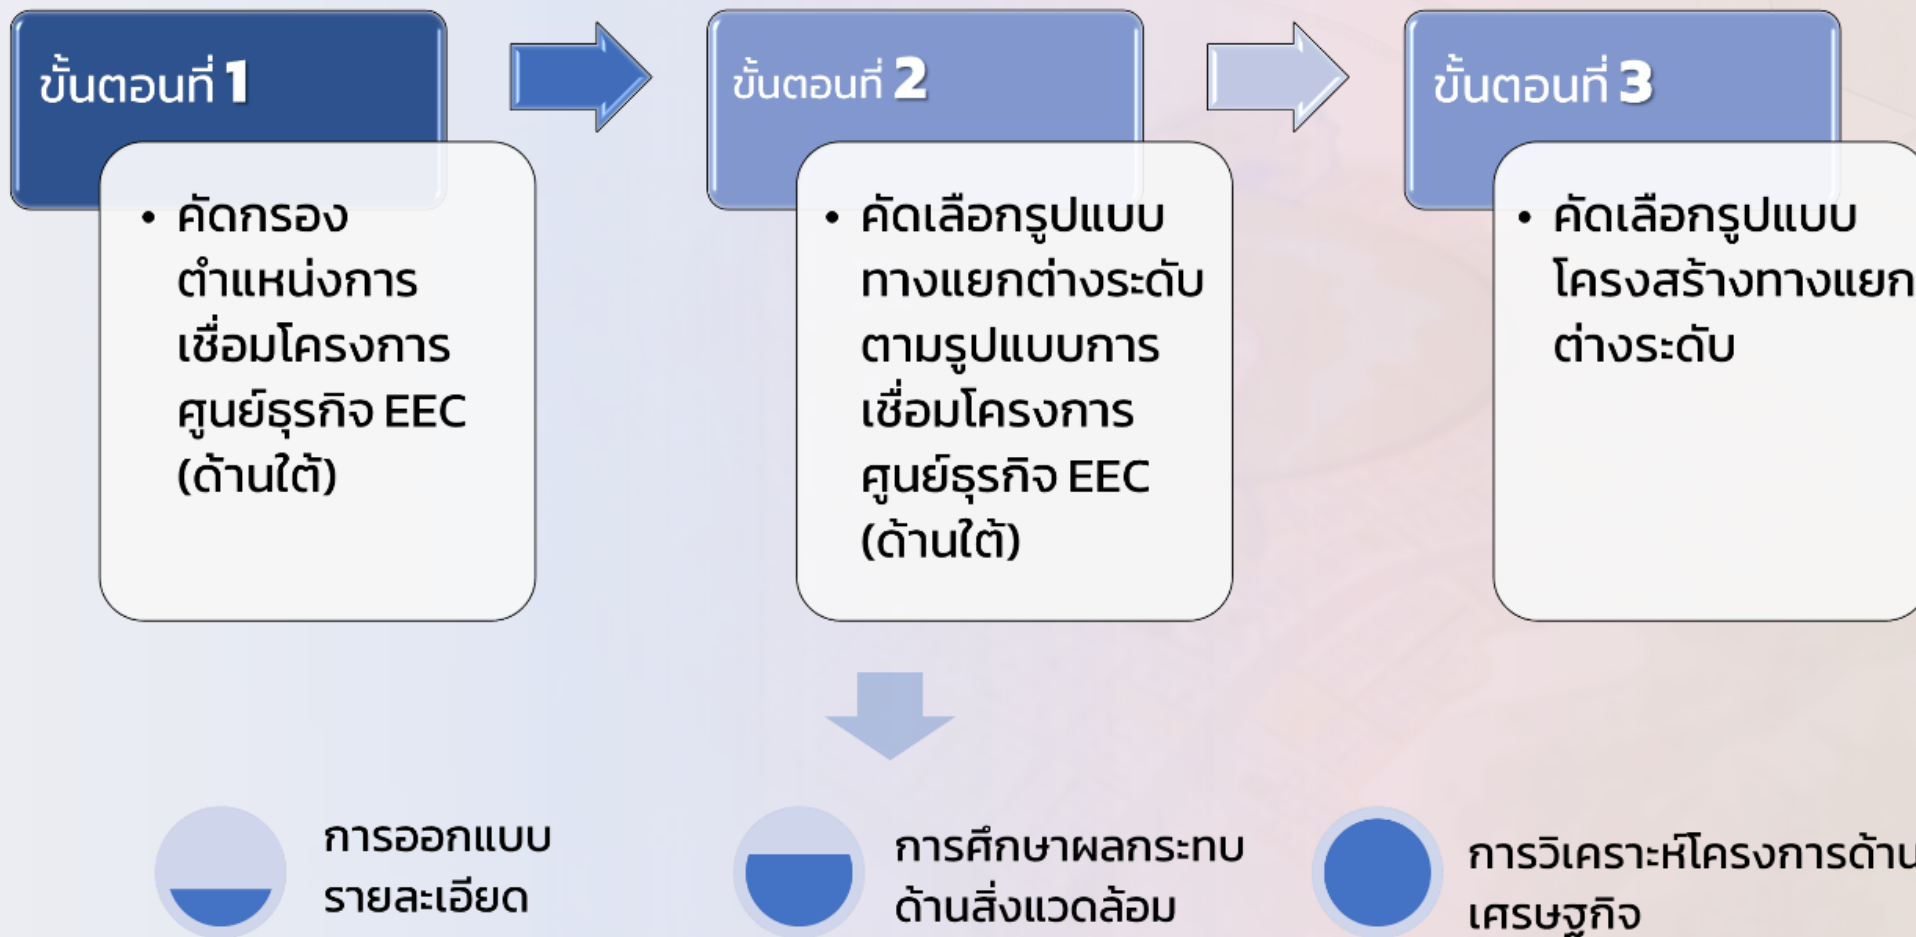 ขั้นตอนที่ 1
• คัดกรอง
ตำแหน่งการ
เชื่อมโครงการ
ศูนย์ธุรกิจ EEC
(ด้านใต้)
ขั้นตอนที่ 2
• คัดเลือกรูปแบบ
ทางแยกต่างระดับ
ตามรูปแบบการ
เชื่อมโครงการ
ศูนย์ธุรกิจ EEC
(ด้านใต้)
ขั้นตอนที่ 3
• คัดเลือกรูปแบบ
โครงสร้างทางแยก
ต่างระดับ
การออกแบบ
รายละเอียด
การศึกษาผลกระทบ
ด้านสิ่งแวดล้อม
การวิเคราะห์โครงการด้าน
เศรษฐกิจ